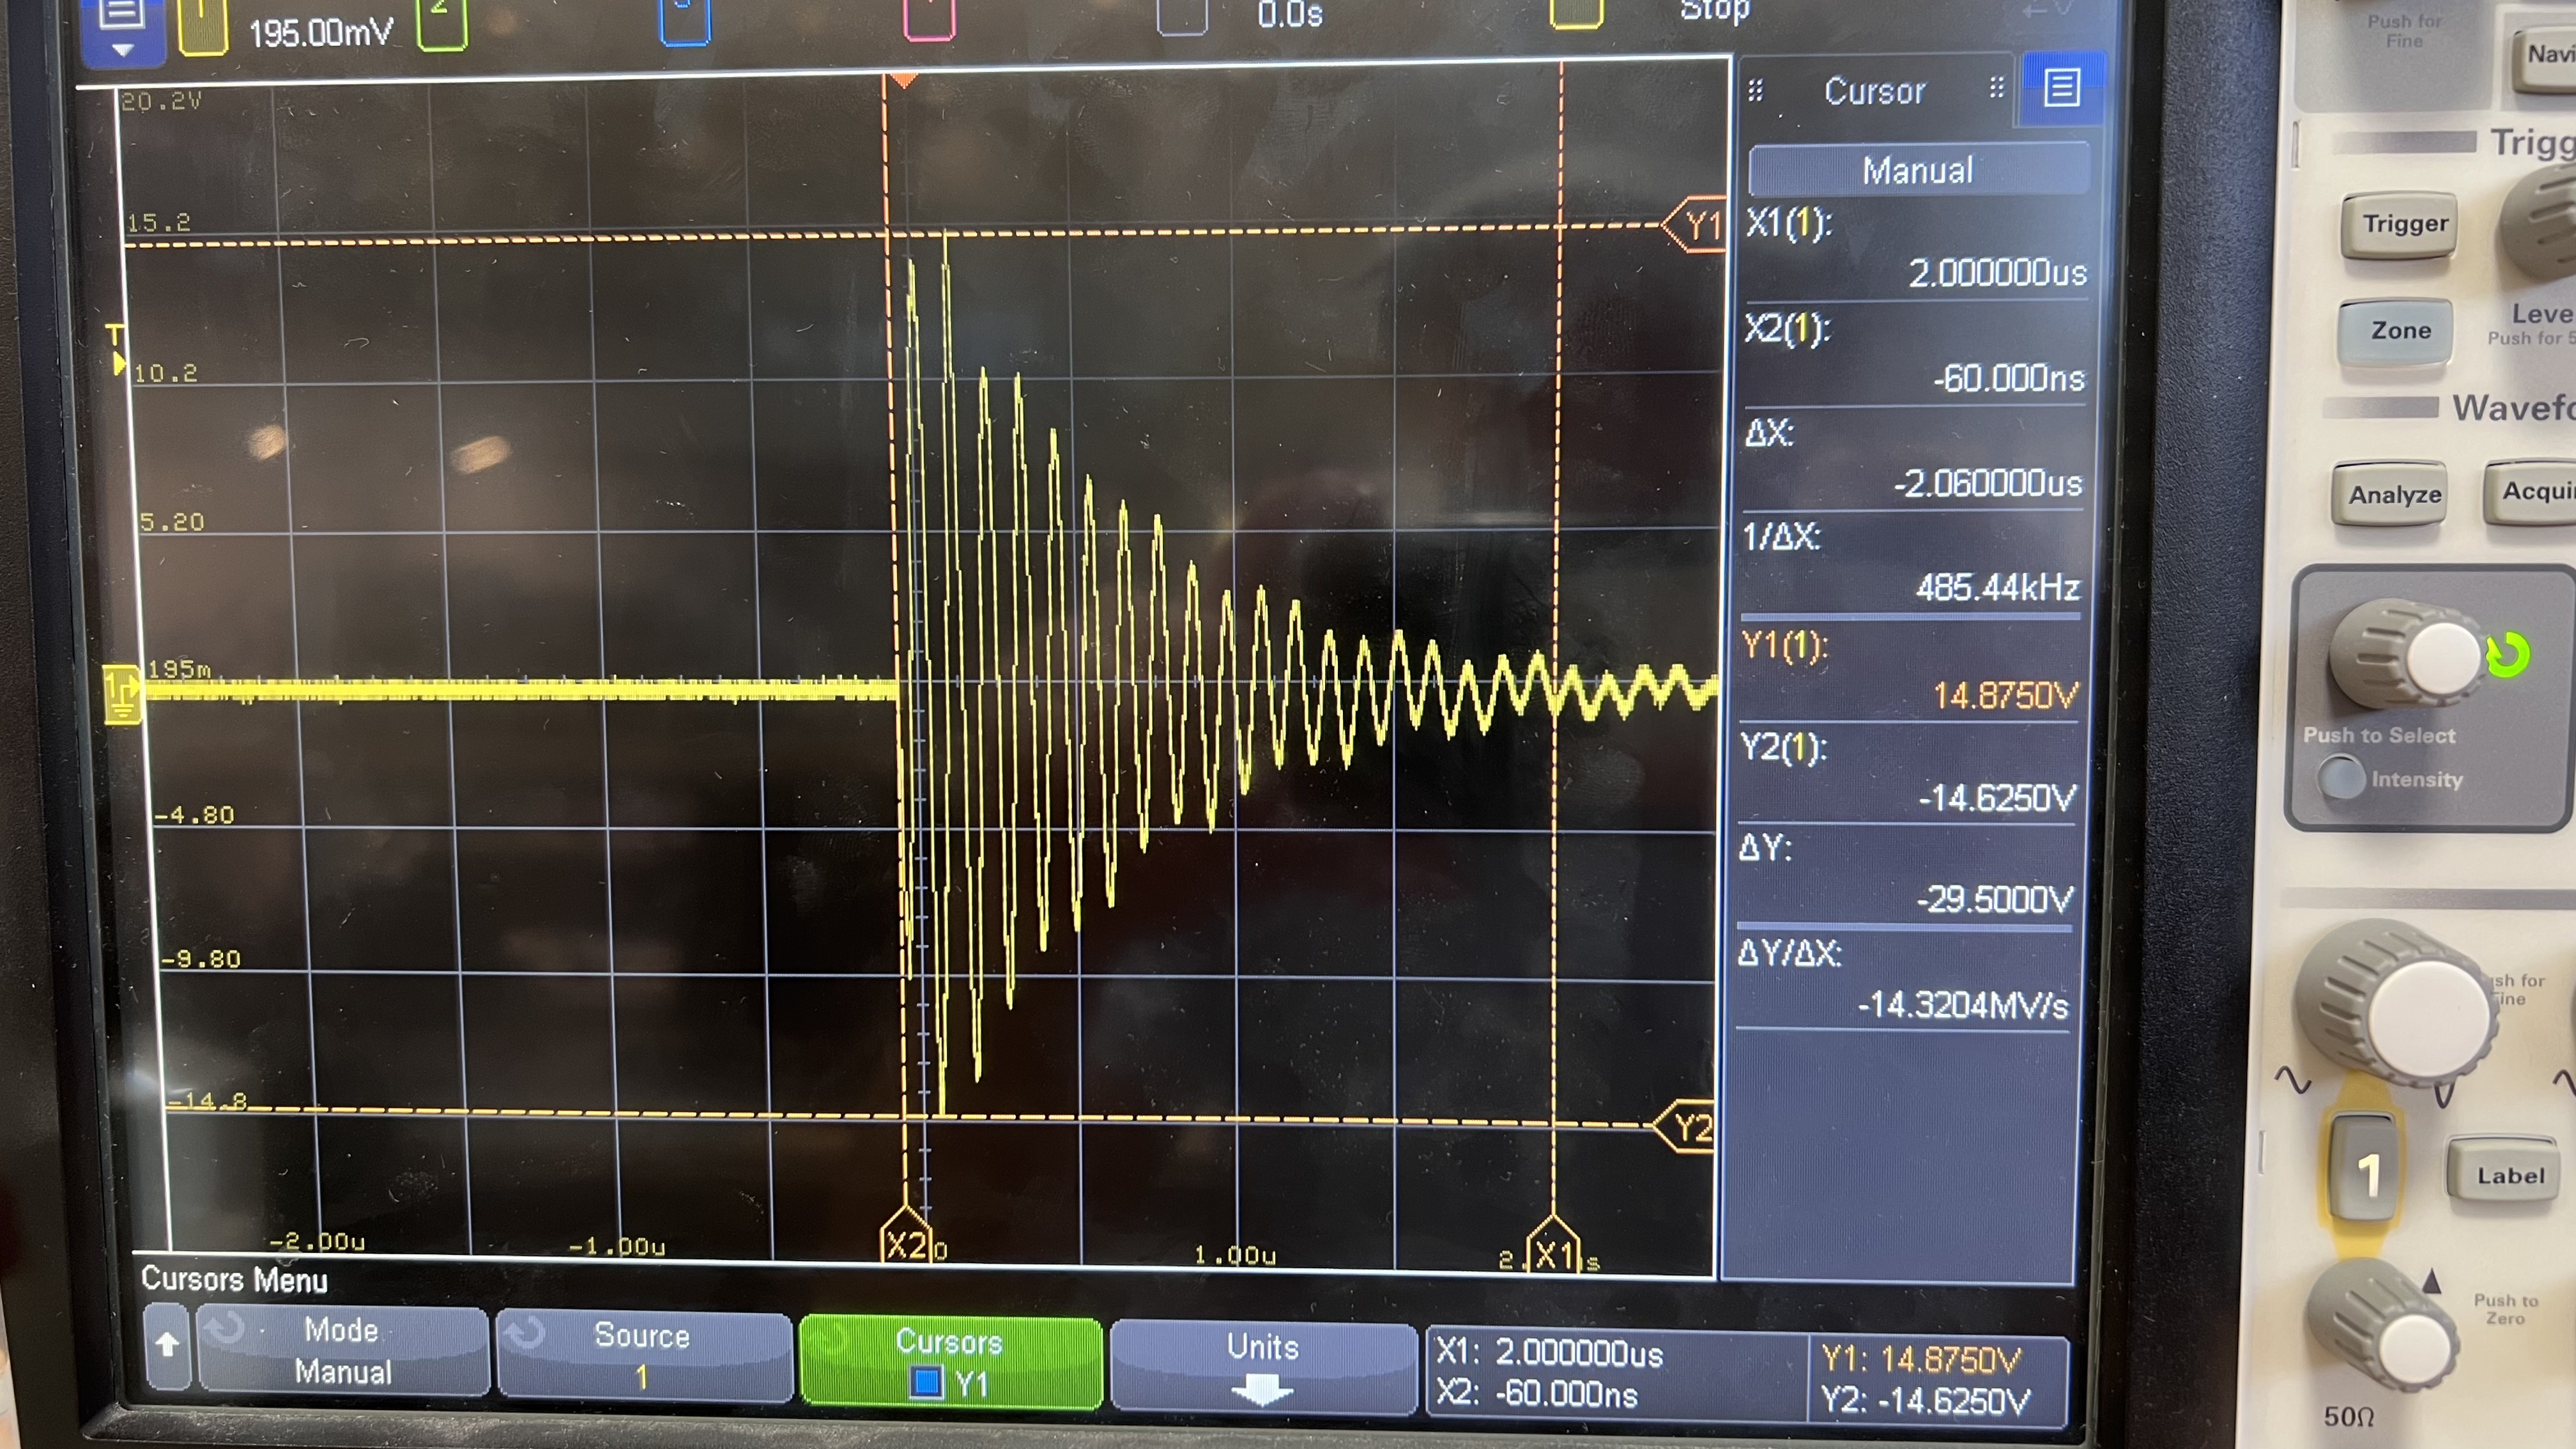 1
195.00mV
2
0.0s
Stop
20.2V
15.2
10.2
5.20
195m
-4.80
-9.80
-14.8
T
1
Y1
Y2
-2.00u
-1.00u
X2
0
1.00u
2.
X1
s
Cursor
Manual
X1(1):
2.000000us
X2(1):
-60.000ns
ΔX:
-2.060000us
1/ΔX:
485.44kHz
Y1(1):
14.8750V
Y2(1):
-14.6250V
ΔY:
-29.5000V
ΔY/ΔX:
-14.3204MV/s
Cursors Menu
Mode
Manual
Source
1
Cursors
Y1
Units
X1: 2.000000us
X2: -60.000ns
Y1: 14.8750V
Y2: -14.6250V
Push for
Fine
Navi
Trigg
Trigger
Zone
Leve
Push for 5
Wavefo
Analyze
Acqui
Push to Select
Intensity
sh for
ine
1
Label
Push to
Zero
50Ω